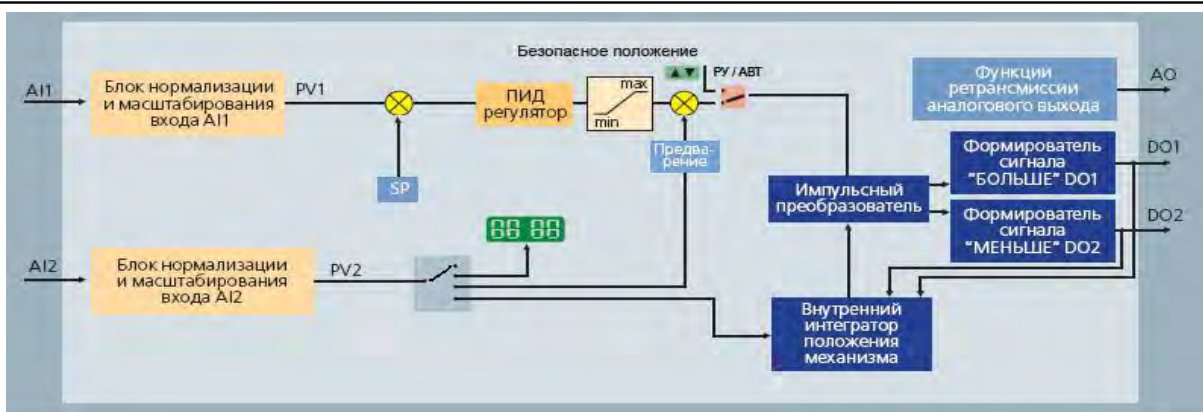 Безопасное положение
AI1
Блок нормализации
и масштабирования
входа AI1
PV1
ПИД
регулятор
max
min
▲ ▼
РУ / АВТ
Функции
ретрансмиссии
аналогового выхода
AO
SP
Предва-
рение
Импульсный
преобразователь
Формирователь
сигнала
"БОЛЬШЕ" DO1
DO1
Формирователь
сигнала
"МЕНЬШЕ" DO2
DO2
AI2
Блок нормализации
и масштабирования
входа AI2
PV2
88 88
Внутренний
интегратор
положения
механизма